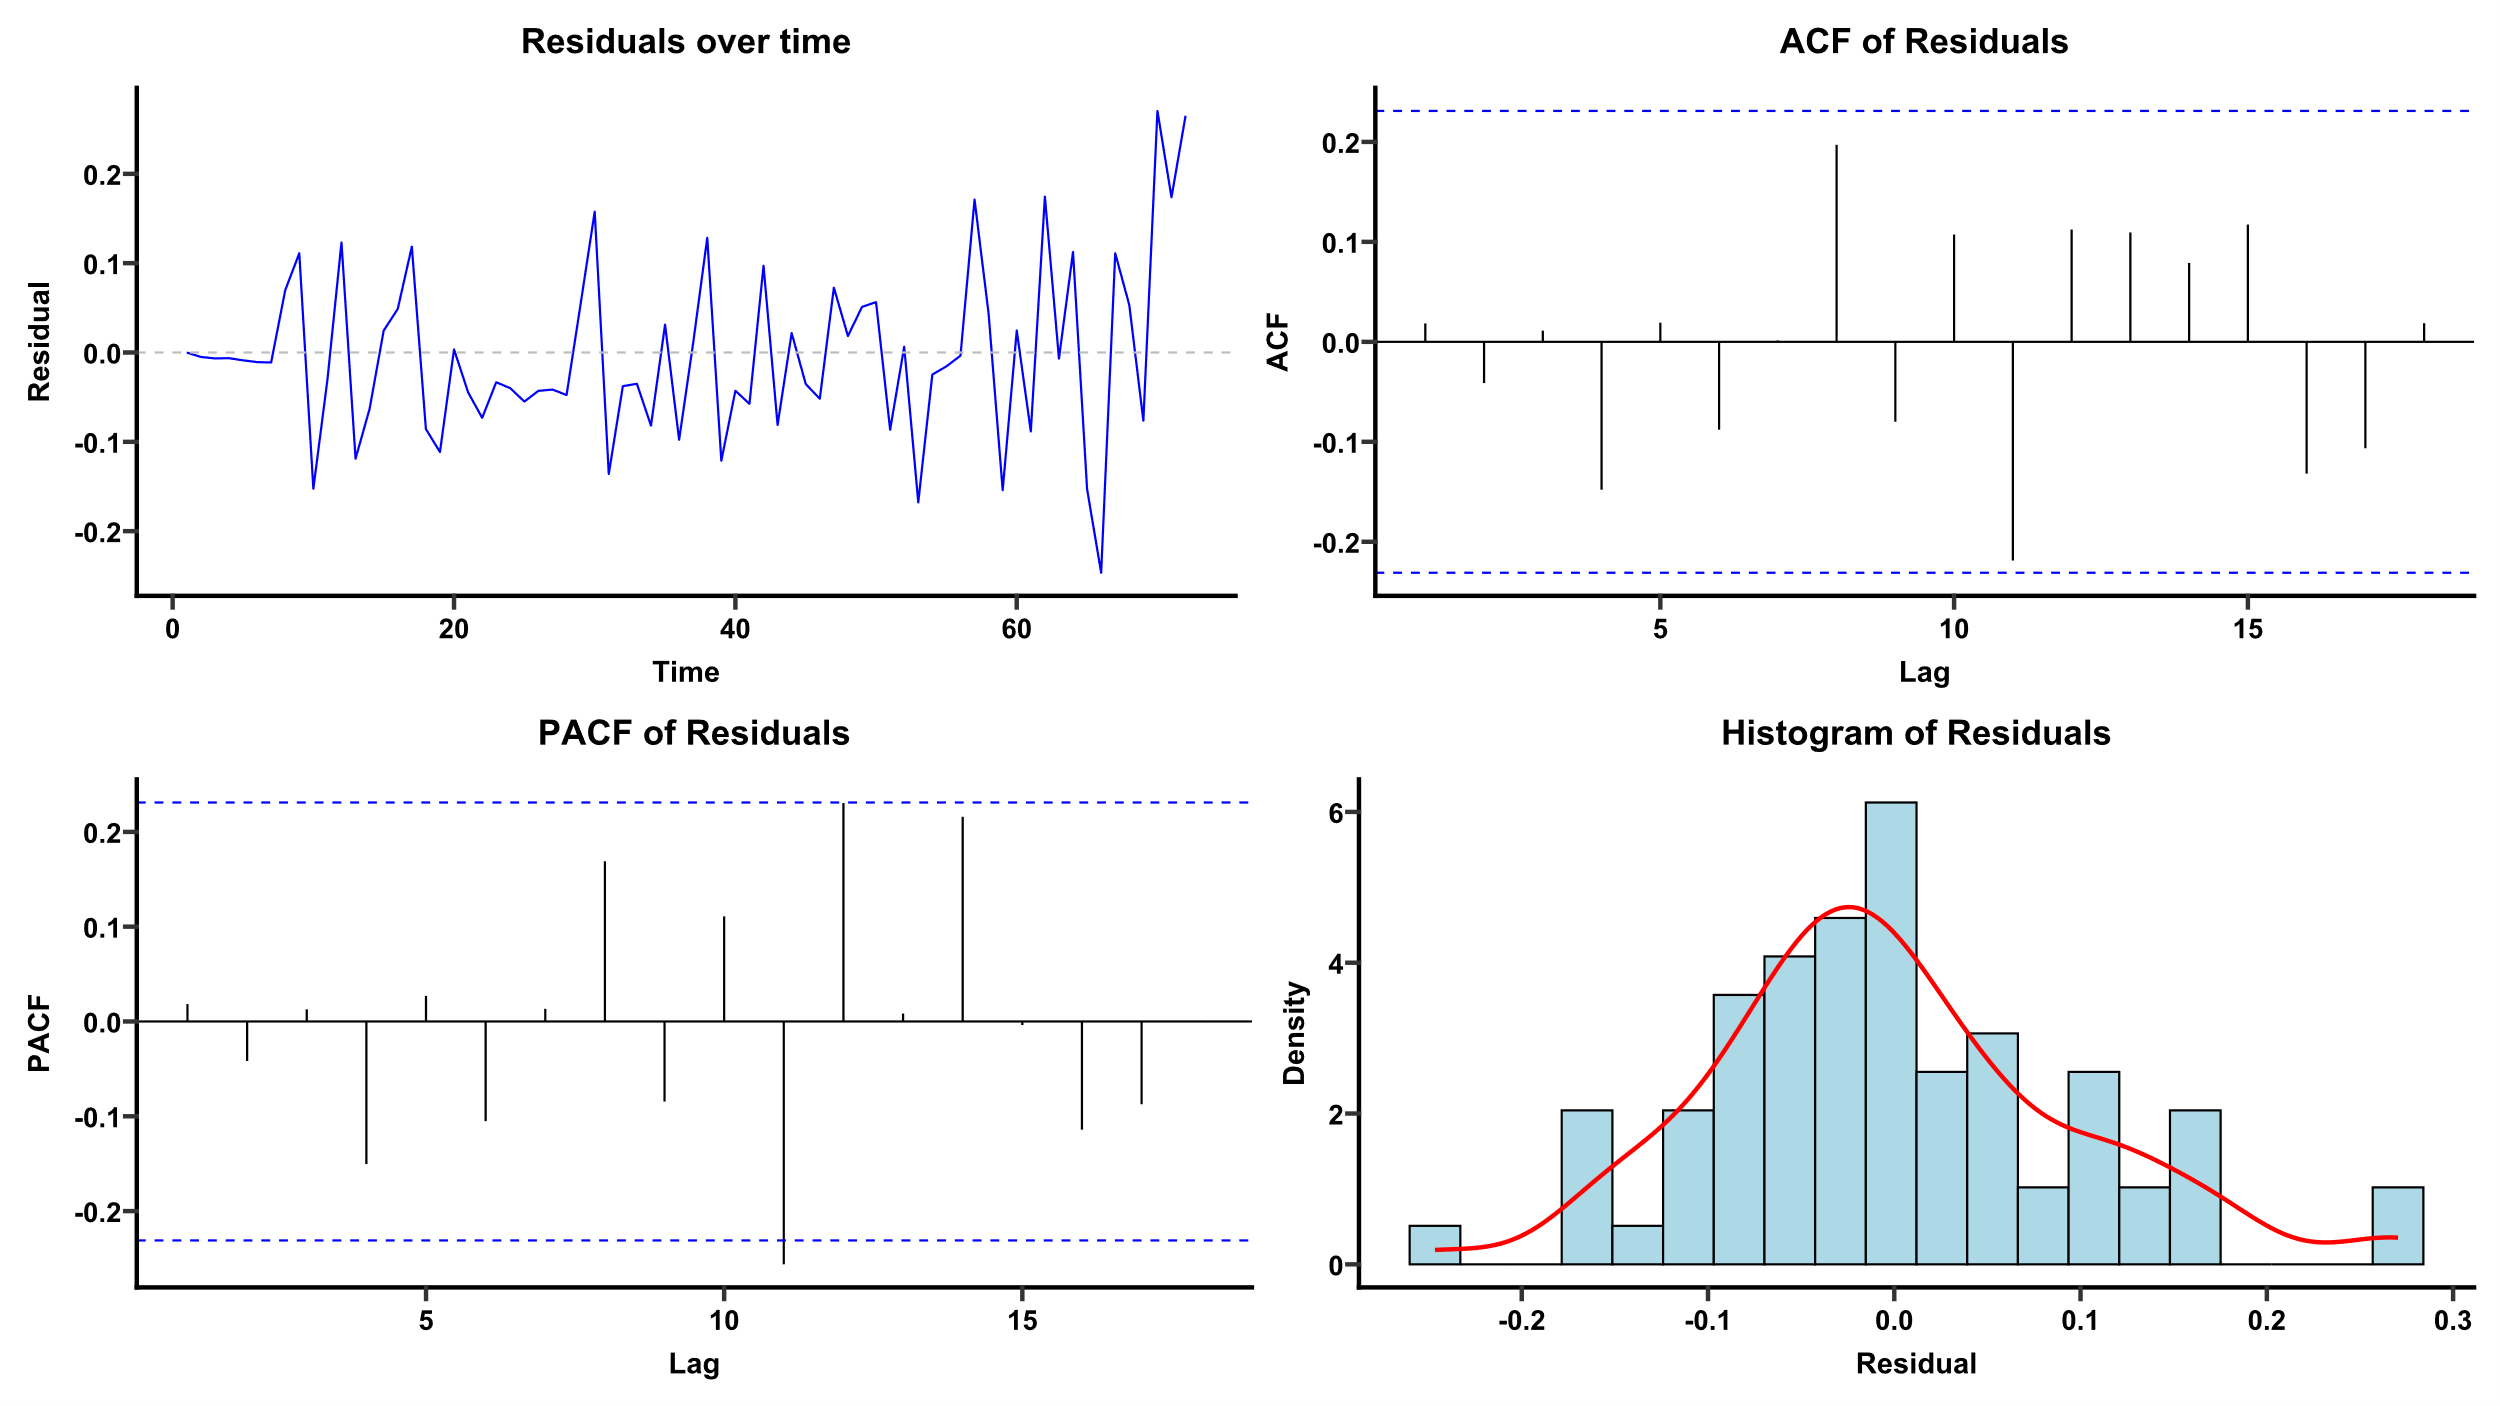 Residuals over time
0.2
0.1
0.0
-0.1
-0.2
Residual
0 20 40 60
Time
ACF of Residuals
0.2
0.1
0.0
-0.1
-0.2
ACF
5 10 15
Lag
PACF of Residuals
0.2
0.1
0.0
-0.1
-0.2
PACF
5 10 15
Lag
Histogram of Residuals
6
4
2
0
Density
-0.2 -0.1 0.0 0.1 0.2 0.3
Residual